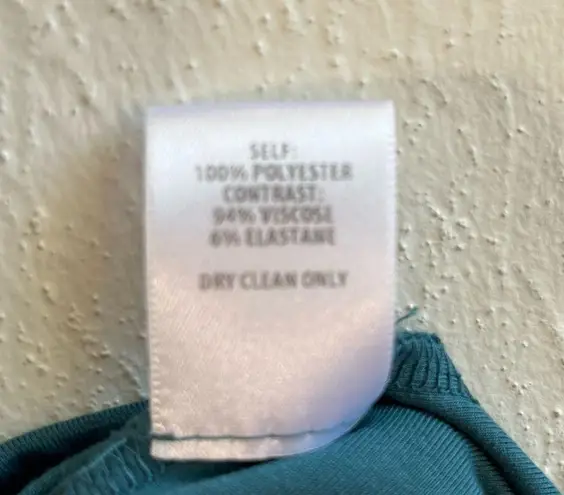 SELF:
100% POLYESTER
CONTRAST:
94% VISCOSE
6% ELASTANE
DRY CLEAN ONLY